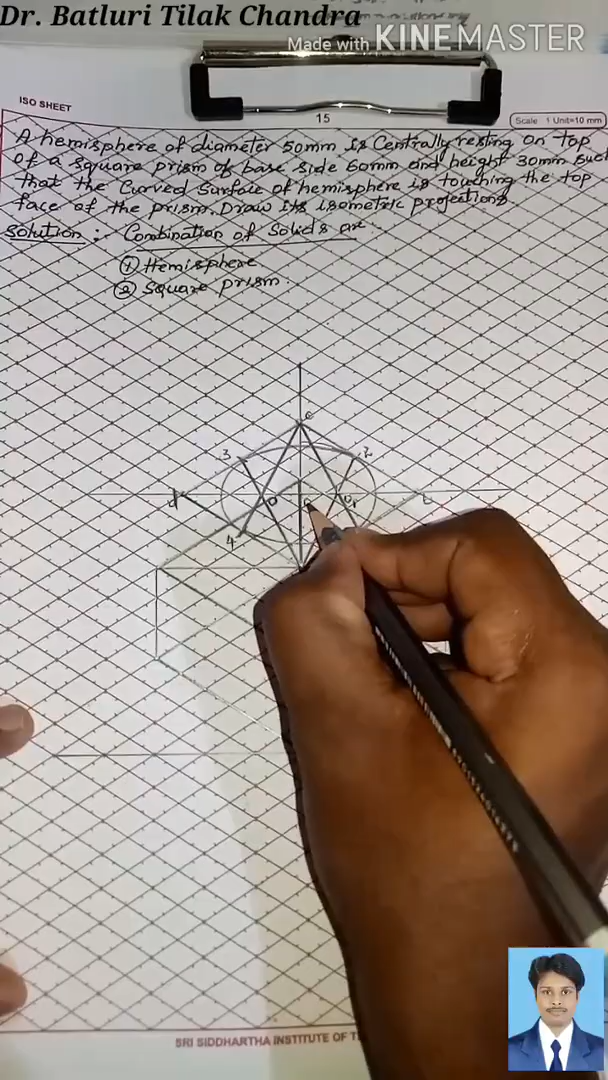 Dr. Batluri Tilak Chandra
Made with KINEMASTER
ISO SHEET
15
Scale 1 Unit=10 mm
A hemisphere of diameter 50mm is Centrally resting on top
of a square prism of base side 60mm and height 30mm such
that the Curved Surface of hemisphere is touching the top
face of the prism. Draw its isometric projections
Solution :- Combination of Solids are:
① Hemisphere
② Square prism.
c
3
2
d
4
SRI SIDDHARTHA INSTITUTE OF